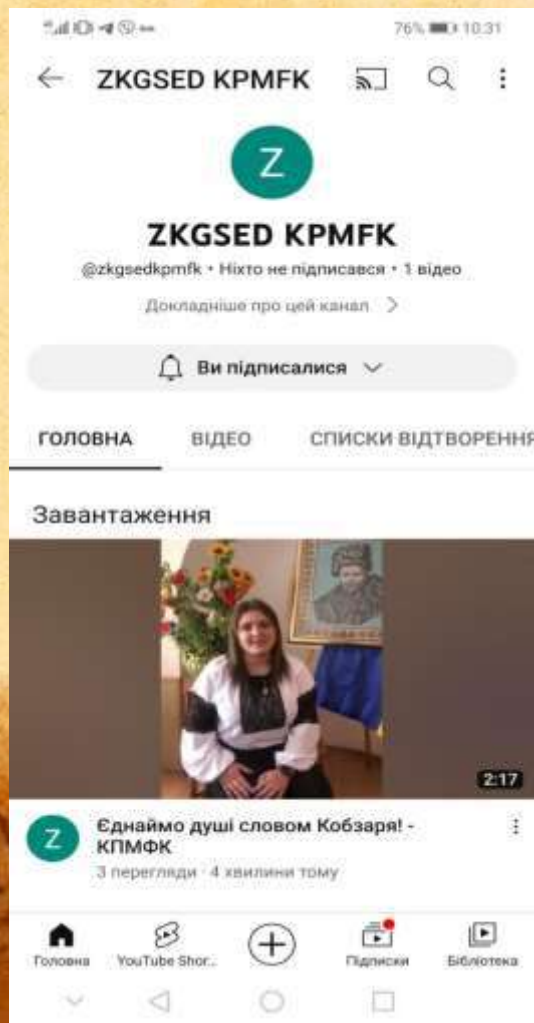 76% 10:31
ZKGSED KPMFK
Z
ZKGSED KPMFK
@zkgsedkpmfk • Ніхто не підписався • 1 відео
Докладніше про цей канал
Ви підписалися
ГОЛОВНА ВІДЕО СПИСКИ ВІДТВОРЕННЯ
Завантаження
2:17
Z
Єднаймо душі словом Кобзаря! -
КПМФК
3 перегляди · 4 хвилини тому
Головна YouTube Shor... Підписки Бібліотека